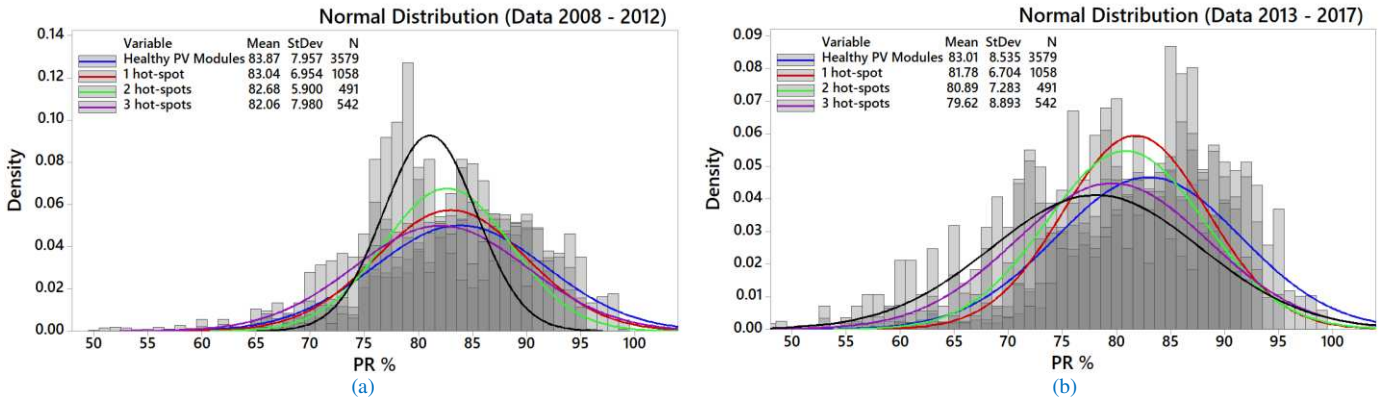 Normal Distribution (Data 2008 - 2012)
Variable Mean StDev N
Healthy PV Modules 83.87 7.957 3579
1 hot-spot 83.04 6.954 1058
2 hot-spots 82.68 5.900 491
3 hot-spots 82.06 7.980 542
0.14
0.12
0.10
0.08
0.06
0.04
0.02
0.00
Density
50 55 60 65 70 75 80 85 90 95 100
PR %
(a)
Normal Distribution (Data 2013 - 2017)
Variable Mean StDev N
Healthy PV Modules 83.01 8.535 3579
1 hot-spot 81.78 6.704 1058
2 hot-spots 80.89 7.283 491
3 hot-spots 79.62 8.893 542
0.09
0.08
0.07
0.06
0.05
0.04
0.03
0.02
0.01
0.00
Density
50 55 60 65 70 75 80 85 90 95 100
PR %
(b)